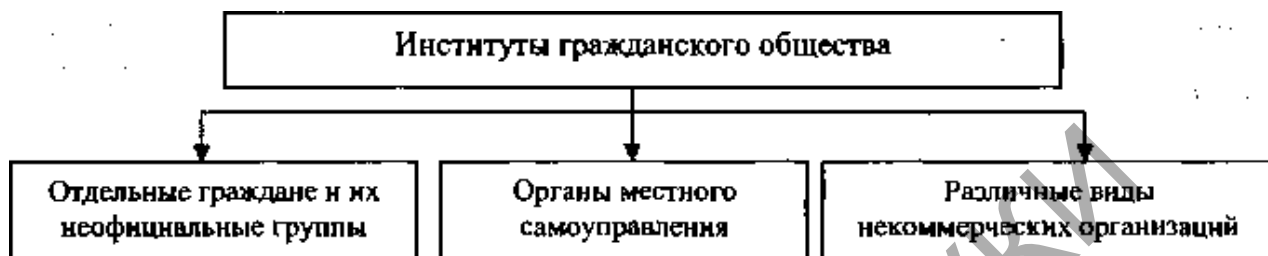 Институты гражданского общества
Отдельные граждане и их
неофициальные группы
Органы местного
самоуправления
Различные виды
некоммерческих организаций